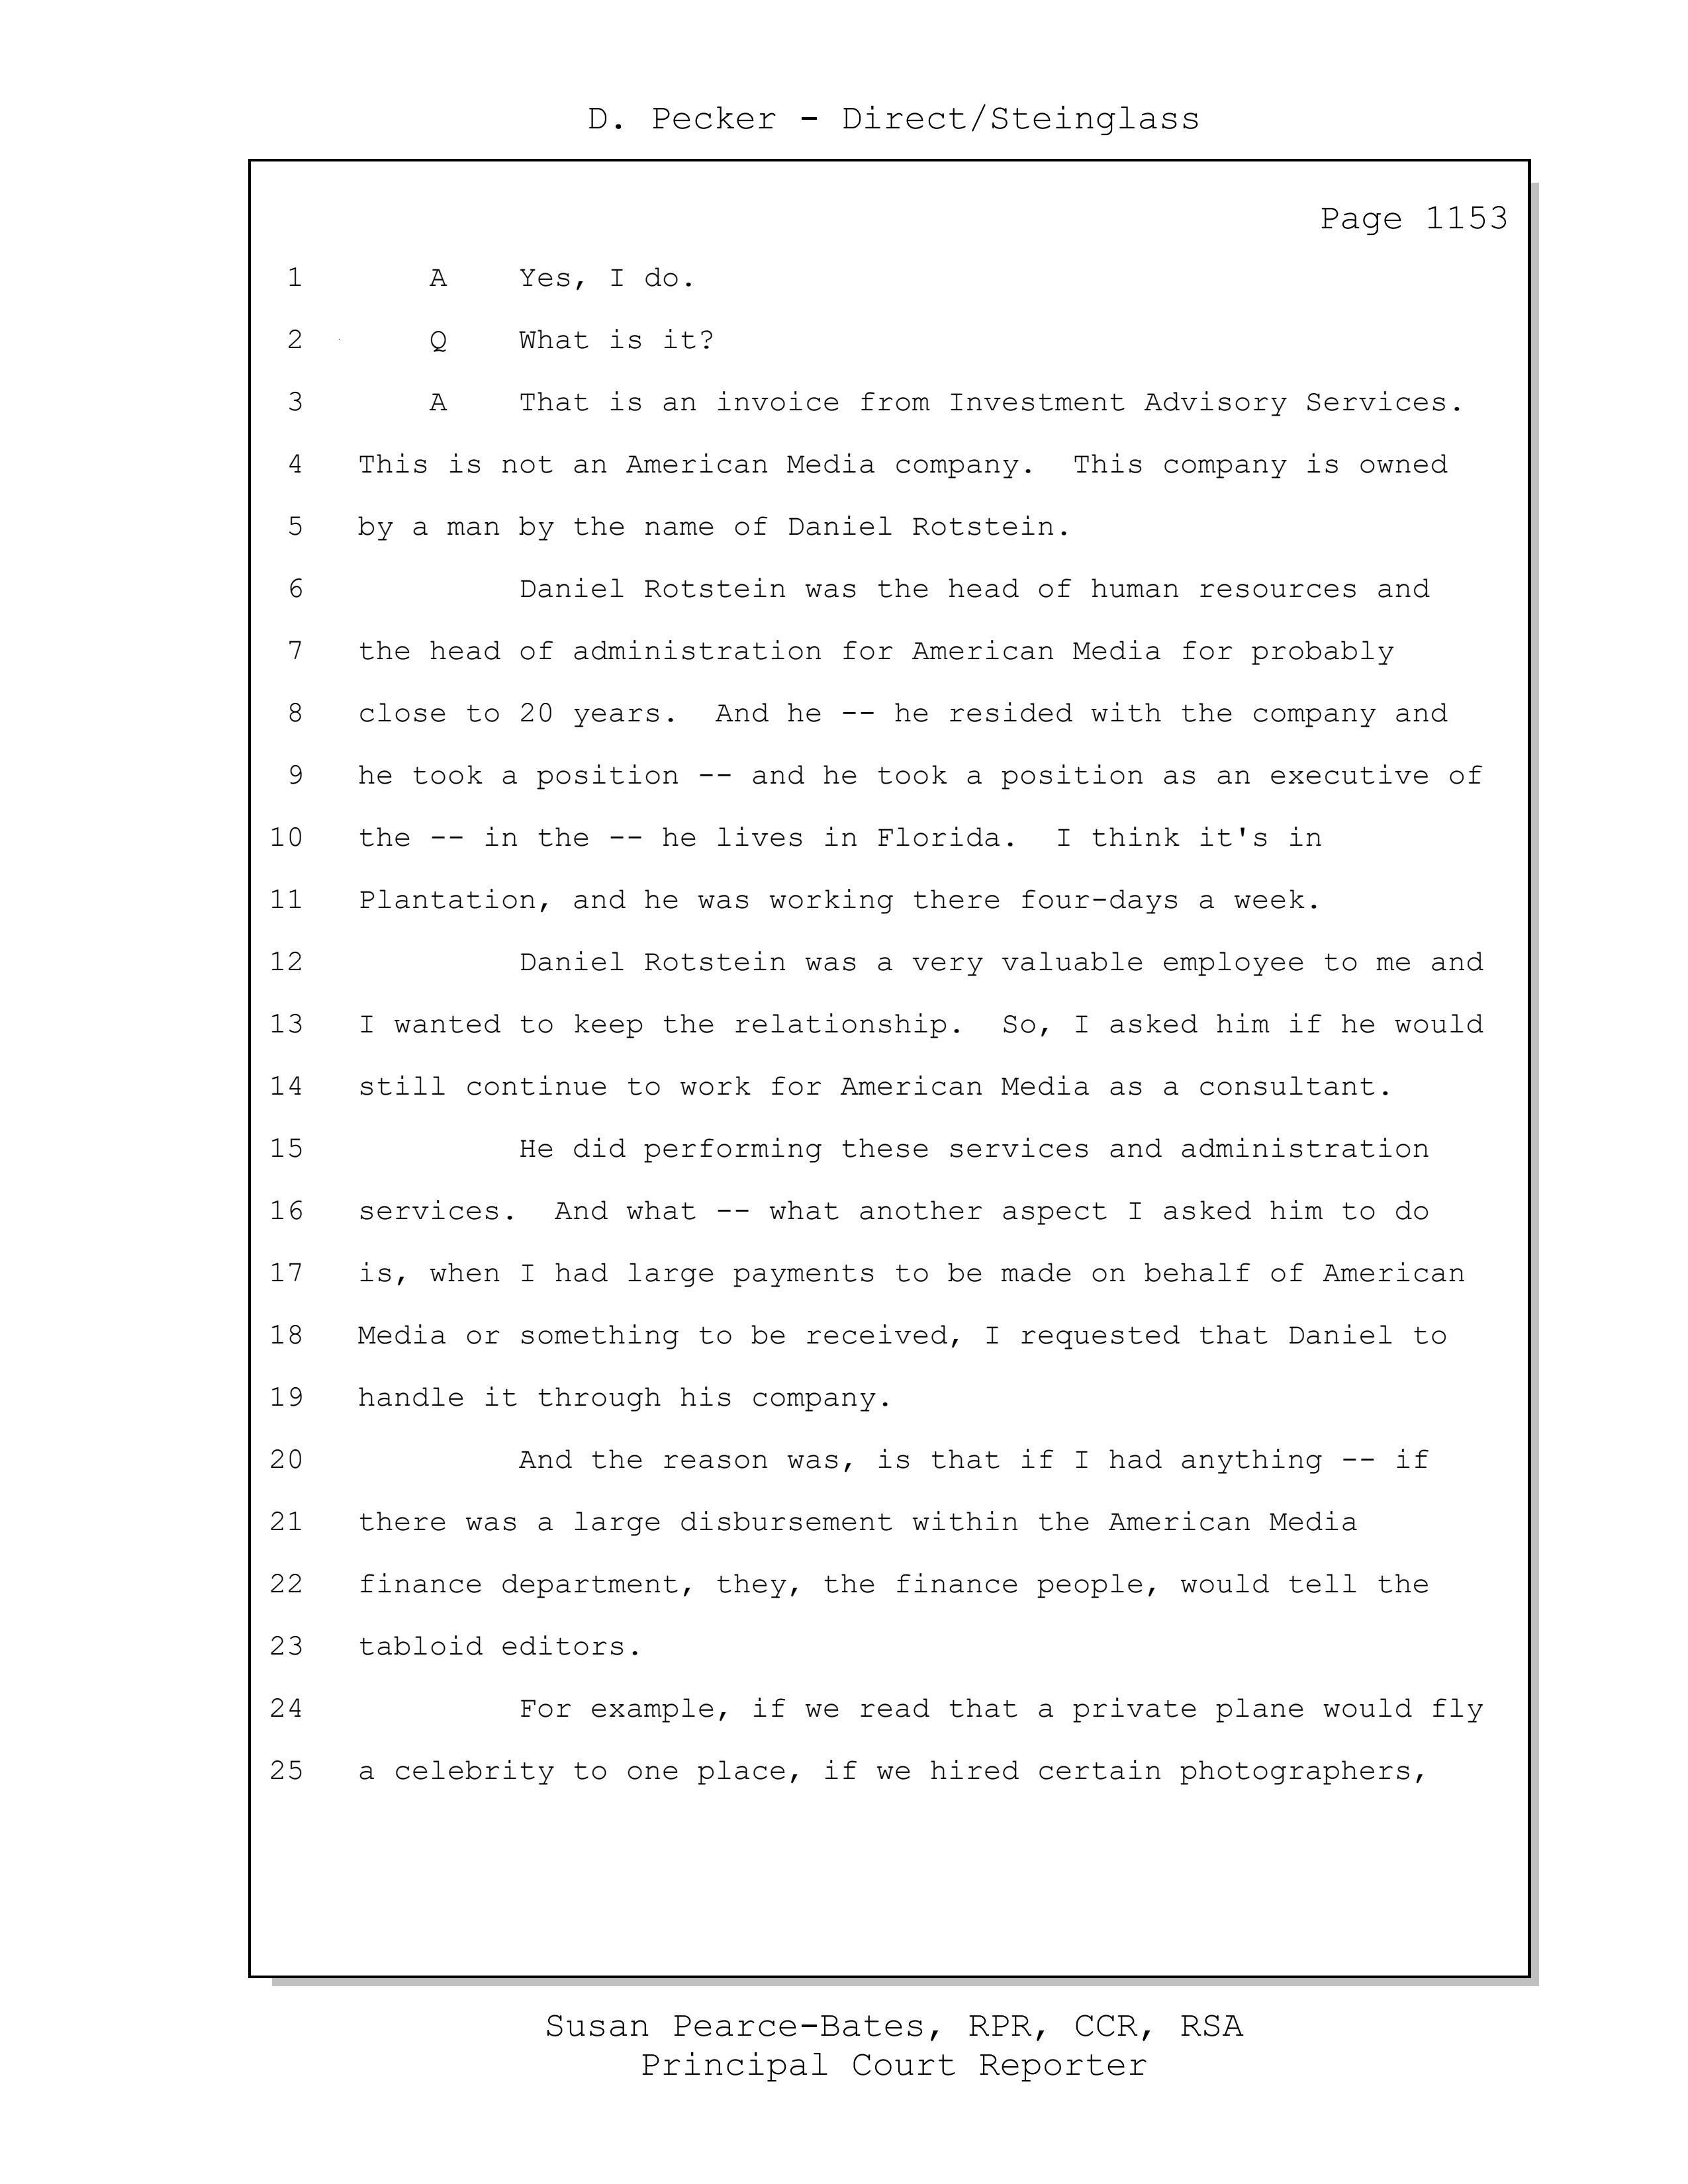 D. Pecker - Direct/Steinglass
Page 1153
1 A Yes, I do.
2 Q What is it?
3 A That is an invoice from Investment Advisory Services.
4 This is not an American Media company. This company is owned
5 by a man by the name of Daniel Rotstein.
6 Daniel Rotstein was the head of human resources and
7 the head of administration for American Media for probably
8 close to 20 years. And he -- he resided with the company and
9 he took a position -- and he took a position as an executive of
10 the -- in the -- he lives in Florida. I think it's in
11 Plantation, and he was working there four-days a week.
12 Daniel Rotstein was a very valuable employee to me and
13 I wanted to keep the relationship. So, I asked him if he would
14 still continue to work for American Media as a consultant.
15 He did performing these services and administration
16 services. And what -- what another aspect I asked him to do
17 is, when I had large payments to be made on behalf of American
18 Media or something to be received, I requested that Daniel to
19 handle it through his company.
20 And the reason was, is that if I had anything -- if
21 there was a large disbursement within the American Media
22 finance department, they, the finance people, would tell the
23 tabloid editors.
24 For example, if we read that a private plane would fly
25 a celebrity to one place, if we hired certain photographers,
Susan Pearce-Bates, RPR, CCR, RSA
Principal Court Reporter